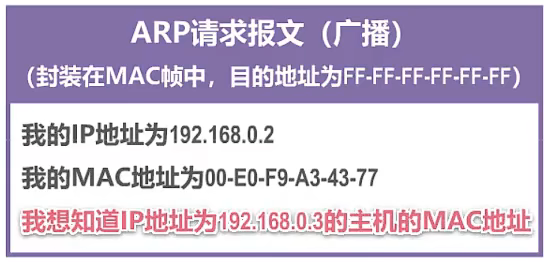 ARP请求报文（广播）
（封装在MAC帧中，目的地址为FF-FF-FF-FF-FF-FF）
我的IP地址为192.168.0.2
我的MAC地址为00-E0-F9-A3-43-77
我想知道IP地址为192.168.0.3的主机的MAC地址